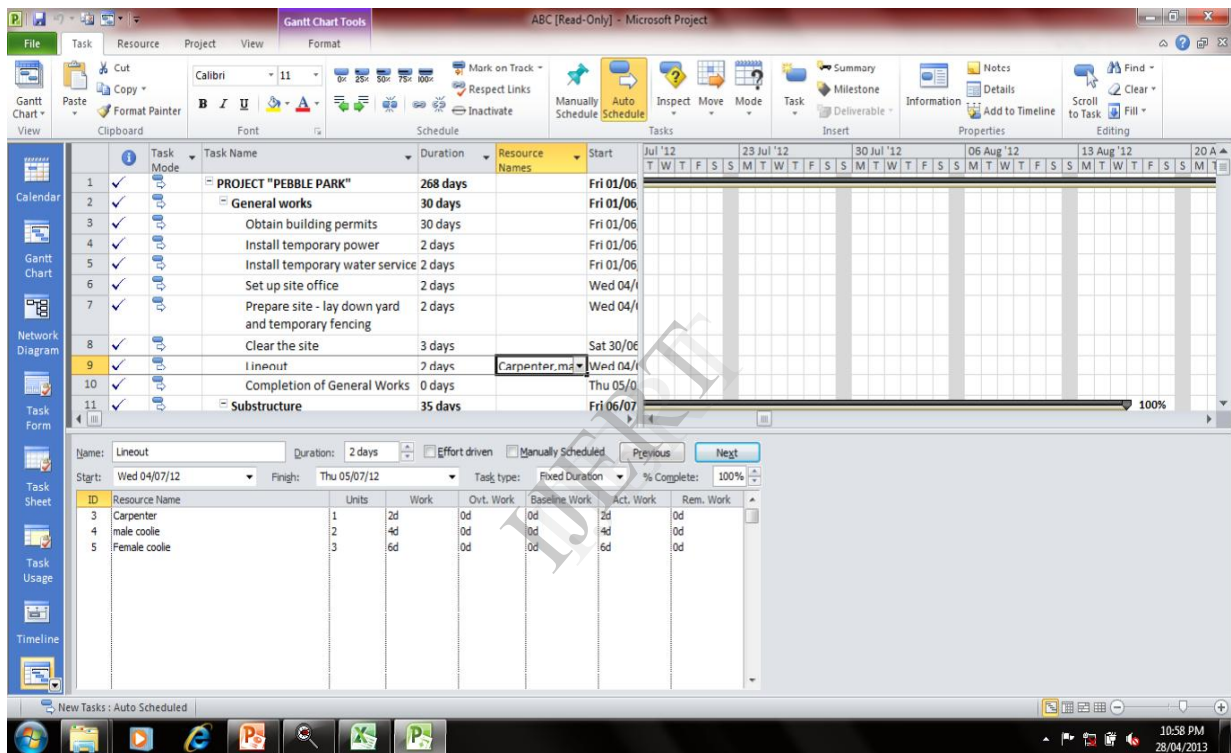 Gantt Chart Tools
ABC [Read-Only] - Microsoft Project
File Task Resource Project View Format
Gantt Chart
View
Paste
Cut
Copy
Format Painter
Clipboard
Calibri 11
B I U A
Font
0% 25% 50% 75% 100%
Mark on Track
Respect Links
Inactivate
Schedule
Manually Schedule
Auto Schedule
Inspect Move Mode
Tasks
Task
Summary
Milestone
Deliverable
Insert
Information
Notes
Details
Add to Timeline
Properties
Scroll to Task
Find
Clear
Fill
Editing
Task Mode Task Name Duration Resource Names Start
Jul '12 23 Jul '12 30 Jul '12 06 Aug '12 13 Aug '12 20 A
T W T F S S M T W T F S S M T W T F S S M T W T F S S M T W T F S S M T
1 PROJECT "PEBBLE PARK" 268 days Fri 01/06
2 General works 30 days Fri 01/06
3 Obtain building permits 30 days Fri 01/06
4 Install temporary power 2 days Fri 01/06
5 Install temporary water service 2 days Fri 01/06
6 Set up site office 2 days Wed 04/
7 Prepare site - lay down yard and temporary fencing 2 days Wed 04/
8 Clear the site 3 days Sat 30/06
9 Lineout 2 days Carpenter,ma Wed 04/
10 Completion of General Works 0 days Thu 05/0
11 Substructure 35 days Fri 06/07 100%
Calendar
Gantt Chart
Network Diagram
Task Form
Task Sheet
Task Usage
Timeline
Name: Lineout Duration: 2 days Effort driven Manually Scheduled Previous Next
Start: Wed 04/07/12 Finish: Thu 05/07/12 Task type: Fixed Duration % Complete: 100%
ID Resource Name Units Work Ovt. Work Baseline Work Act. Work Rem. Work
3 Carpenter 1 2d 0d 0d 2d 0d
4 male coolie 2 4d 0d 0d 4d 0d
5 Female coolie 3 6d 0d 0d 6d 0d
IJERT
New Tasks : Auto Scheduled
10:58 PM
28/04/2013